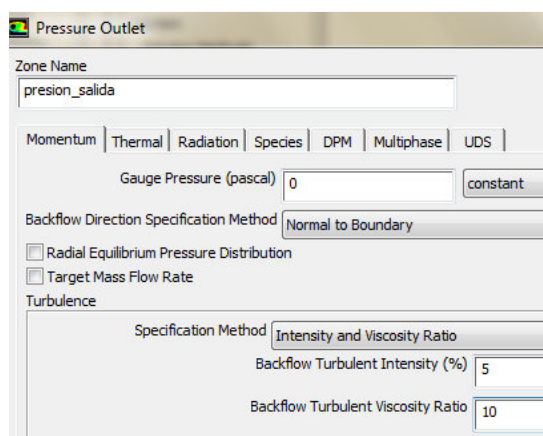 Pressure Outlet
Zone Name
presion_salida
Momentum Thermal Radiation Species DPM Multiphase UDS
Gauge Pressure (pascal) 0 constant
Backflow Direction Specification Method Normal to Boundary
Radial Equilibrium Pressure Distribution
Target Mass Flow Rate
Turbulence
Specification Method Intensity and Viscosity Ratio
Backflow Turbulent Intensity (%) 5
Backflow Turbulent Viscosity Ratio 10